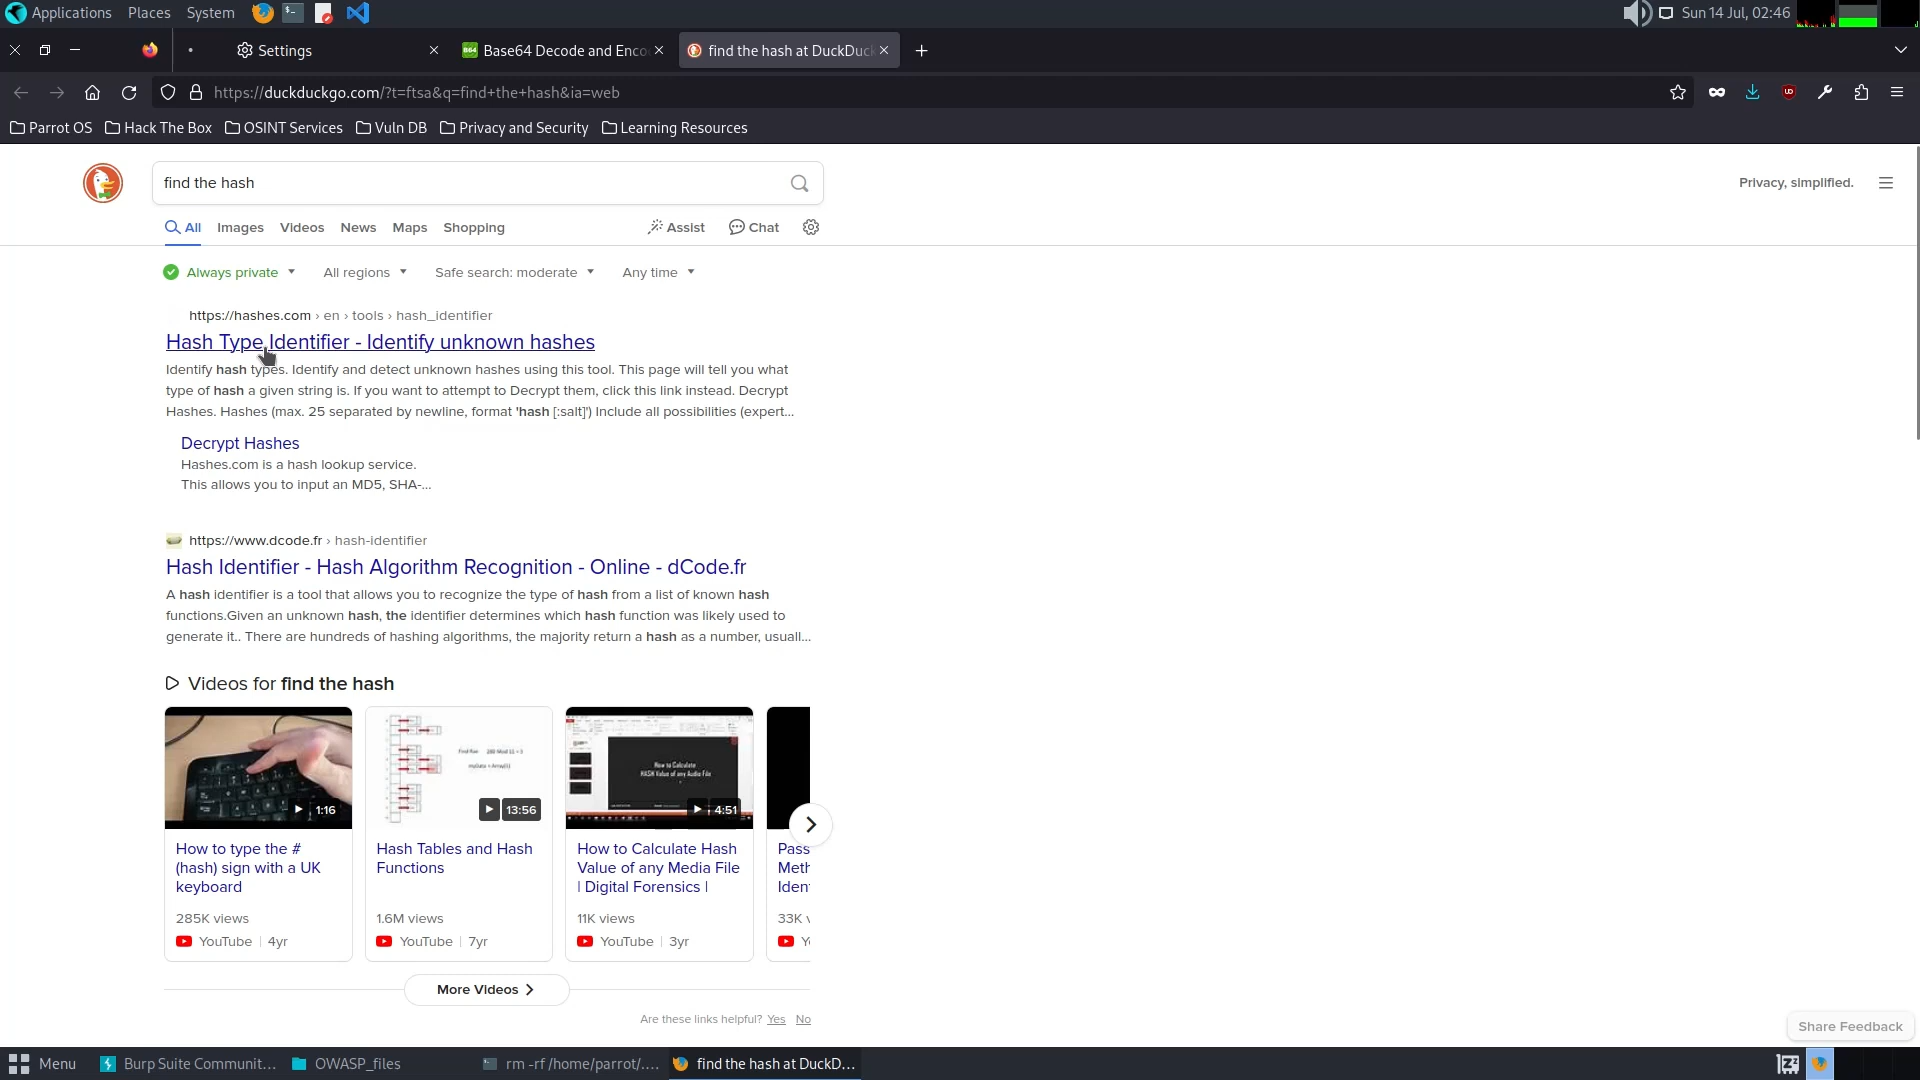 Applications Places System
Sun 14 Jul, 02:46
Settings
Base64 Decode and Enco
find the hash at DuckDuck
https://duckduckgo.com/?t=ftsa&q=find+the+hash&ia=web
Parrot OS Hack The Box OSINT Services Vuln DB Privacy and Security Learning Resources
find the hash
Privacy, simplified.
All Images Videos News Maps Shopping Assist Chat
Always private All regions Safe search: moderate Any time
https://hashes.com › en › tools › hash_identifier
Hash Type Identifier - Identify unknown hashes
Identify hash types. Identify and detect unknown hashes using this tool. This page will tell you what
type of hash a given string is. If you want to attempt to Decrypt them, click this link instead. Decrypt
Hashes. Hashes (max. 25 separated by newline, format 'hash [:salt]') Include all possibilities (expert...
Decrypt Hashes
Hashes.com is a hash lookup service.
This allows you to input an MD5, SHA-...
https://www.dcode.fr › hash-identifier
Hash Identifier - Hash Algorithm Recognition - Online - dCode.fr
A hash identifier is a tool that allows you to recognize the type of hash from a list of known hash
functions.Given an unknown hash, the identifier determines which hash function was likely used to
generate it.. There are hundreds of hashing algorithms, the majority return a hash as a number, usuall...
Videos for find the hash
1:16
13:56
How to Calculate
HASH Value of any Audio File
4:51
How to type the #
(hash) sign with a UK
keyboard
285K views
YouTube | 4yr
Hash Tables and Hash
Functions
1.6M views
YouTube | 7yr
How to Calculate Hash
Value of any Media File
| Digital Forensics |
11K views
YouTube | 3yr
Pass
Meth
Iden
33K v
Y
More Videos
Are these links helpful? Yes No
Share Feedback
Menu
Burp Suite Communit...
OWASP_files
rm -rf /home/parrot/....
find the hash at DuckD...